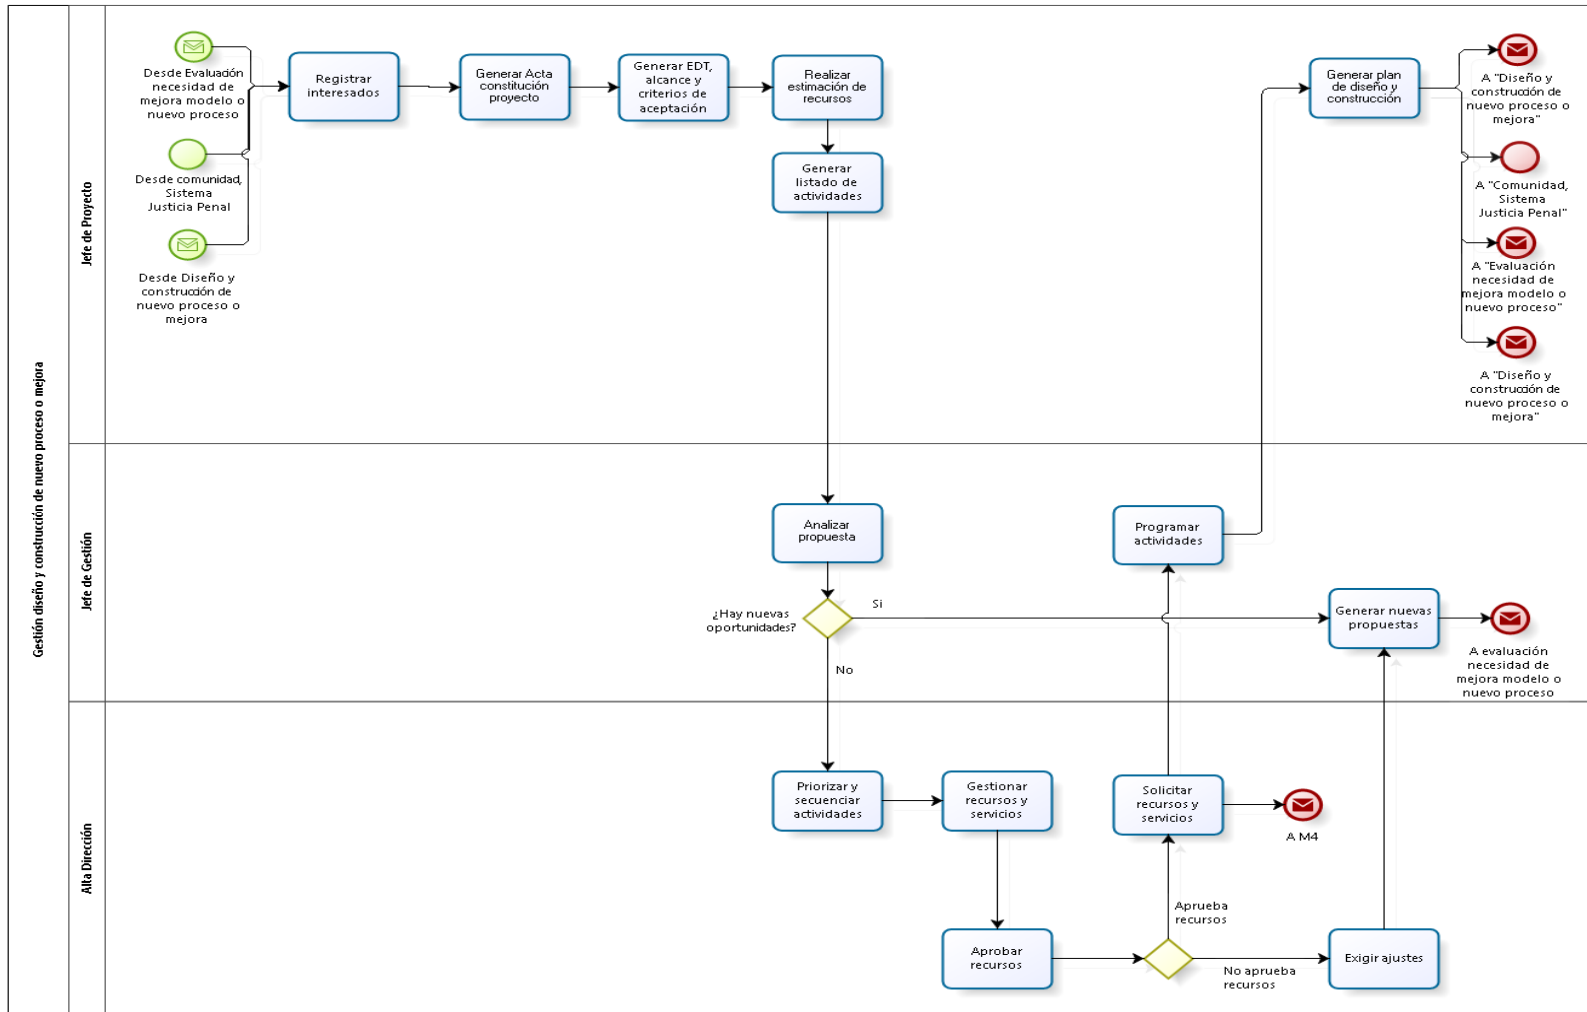 Gestión diseño y construcción de nuevo proceso o mejora
Jefe de Proyecto
Desde Evaluación
necesidad de
mejora modelo o
nuevo proceso
Desde comunidad,
Sistema
Justicia Penal
Desde Diseño y
construcción de
nuevo proceso o
mejora
Registrar
interesados
Generar Acta
constitución
proyecto
Generar EDT,
alcance y
criterios de
aceptación
Realizar
estimación de
recursos
Generar
listado de
actividades
Generar plan
de diseño y
construcción
A "Diseño y
construcción de
nuevo proceso o
mejora"
A "Comunidad,
Sistema
Justicia Penal"
A "Evaluación
necesidad de
mejora modelo o
nuevo proceso"
A "Diseño y
construcción de
nuevo proceso o
mejora"
Jefe de Gestión
Analizar
propuesta
¿Hay nuevas
oportunidades?
Si
No
Programar
actividades
Generar nuevas
propuestas
A evaluación
necesidad de
mejora modelo o
nuevo proceso
Alta Dirección
Priorizar y
secuenciar
actividades
Gestionar
recursos y
servicios
Solicitar
recursos y
servicios
A M4
Aprobar
recursos
Aprueba
recursos
No aprueba
recursos
Exigir ajustes